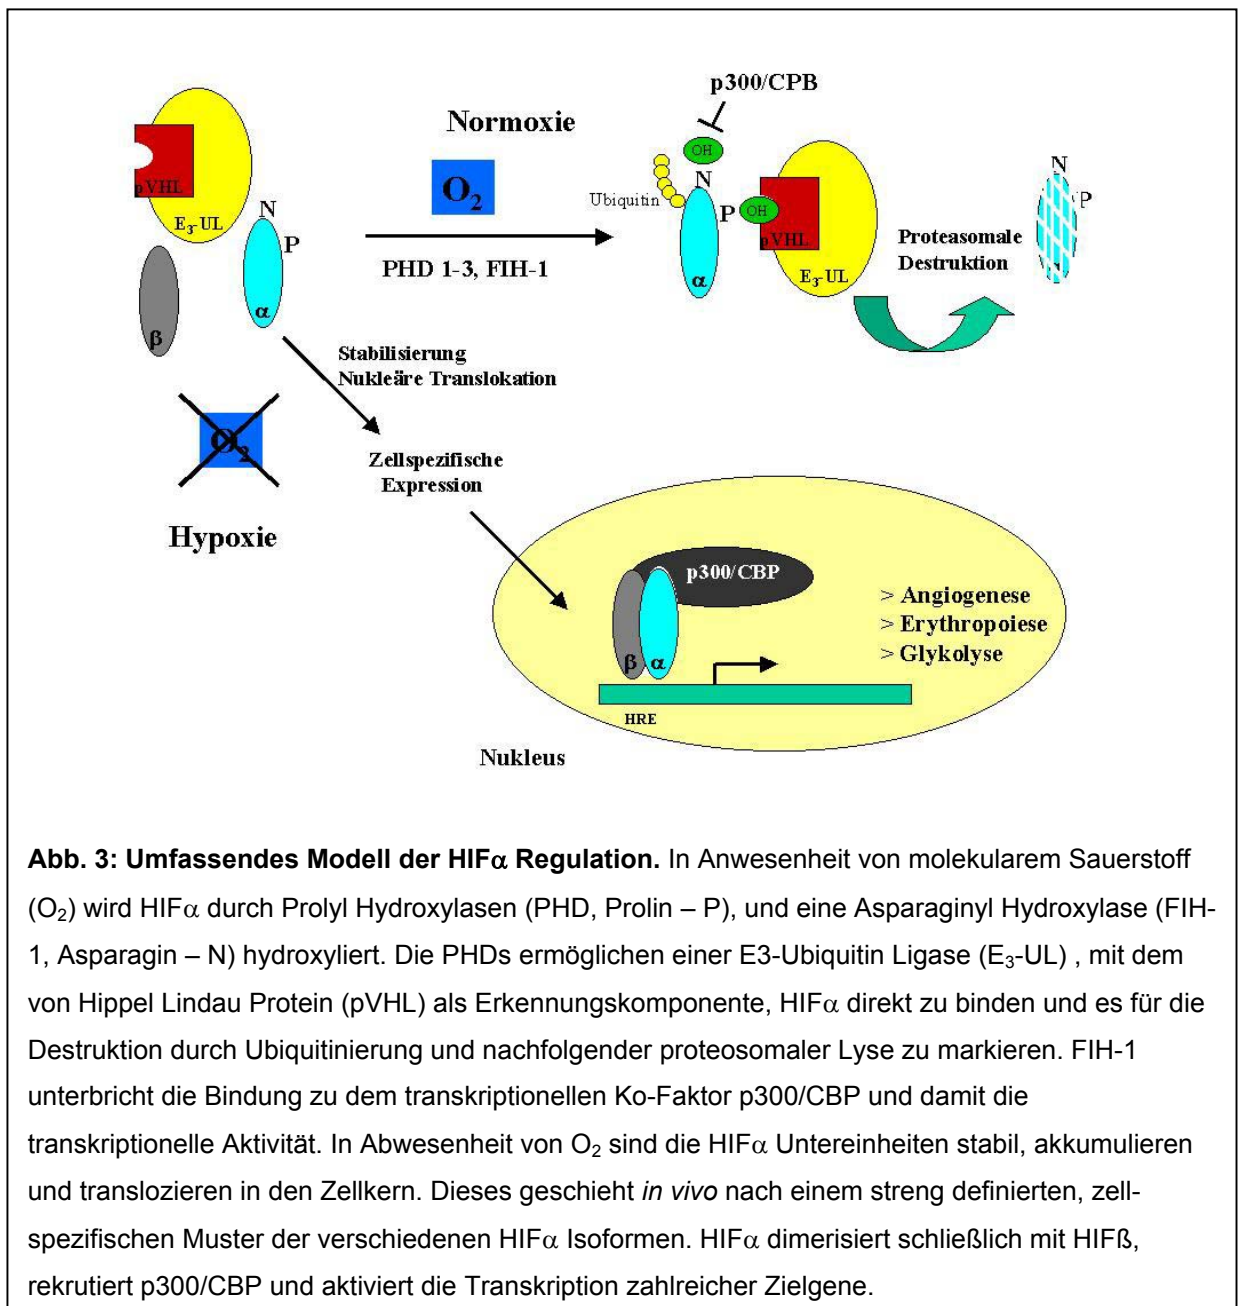 p300/CPB
Normoxie
O2
PHD 1-3, FIH-1
pVHL
E3-UL
N
P
α
β
Ubiquitin
OH
N
P
OH
pVHL
E3-UL
α
Proteasomale
Destruktion
N
P
Stabilisierung
Nukleäre Translokation
O2
Hypoxie
Zellspezifische
Expression
p300/CBP
β
α
HRE
> Angiogenese
> Erythropoiese
> Glykolyse
Nukleus
Abb. 3: Umfassendes Modell der HIFα Regulation. In Anwesenheit von molekularem Sauerstoff
(O2) wird HIFα durch Prolyl Hydroxylasen (PHD, Prolin – P), und eine Asparaginyl Hydroxylase (FIH-
1, Asparagin – N) hydroxyliert. Die PHDs ermöglichen einer E3-Ubiquitin Ligase (E3-UL) , mit dem
von Hippel Lindau Protein (pVHL) als Erkennungskomponente, HIFα direkt zu binden und es für die
Destruktion durch Ubiquitinierung und nachfolgender proteosomaler Lyse zu markieren. FIH-1
unterbricht die Bindung zu dem transkriptionellen Ko-Faktor p300/CBP und damit die
transkriptionelle Aktivität. In Abwesenheit von O2 sind die HIFα Untereinheiten stabil, akkumulieren
und translozieren in den Zellkern. Dieses geschieht in vivo nach einem streng definierten, zell-
spezifischen Muster der verschiedenen HIFα Isoformen. HIFα dimerisiert schließlich mit HIFß,
rekrutiert p300/CBP und aktiviert die Transkription zahlreicher Zielgene.